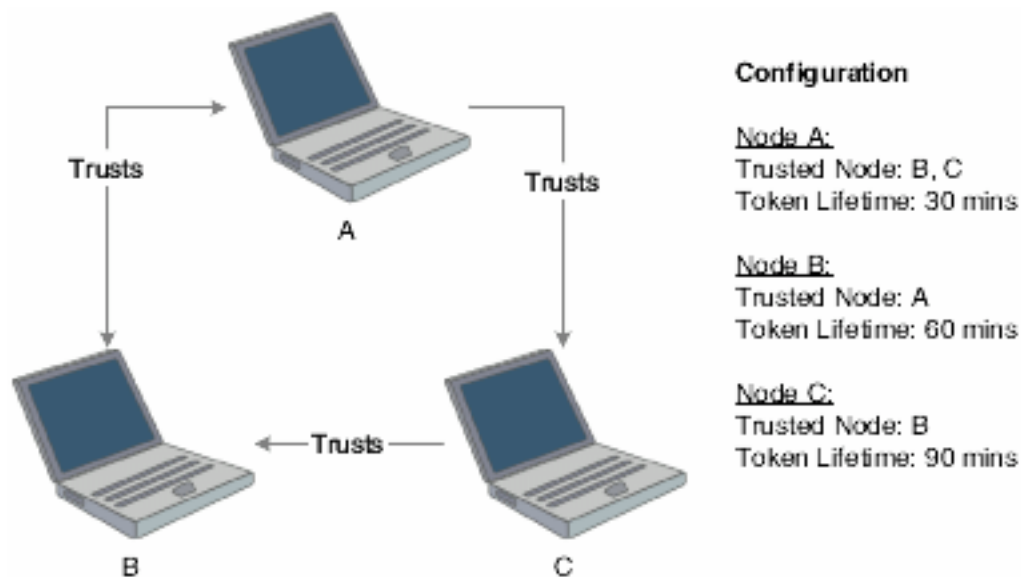 Configuration
Node A:
Trusted Node: B, C
Token Lifetime: 30 mins
Node B:
Trusted Node: A
Token Lifetime: 60 mins
Node C:
Trusted Node: B
Token Lifetime: 90 mins
Trusts
Trusts
A
Trusts
B
C